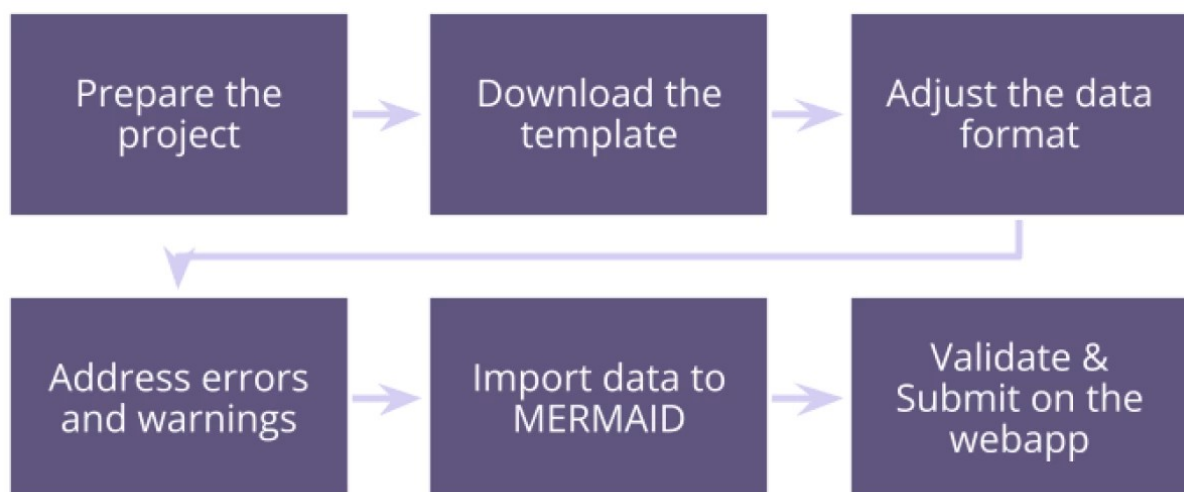 Prepare the
project
Download the
template
Adjust the data
format
Address errors
and warnings
Import data to
MERMAID
Validate &
Submit on the
webapp